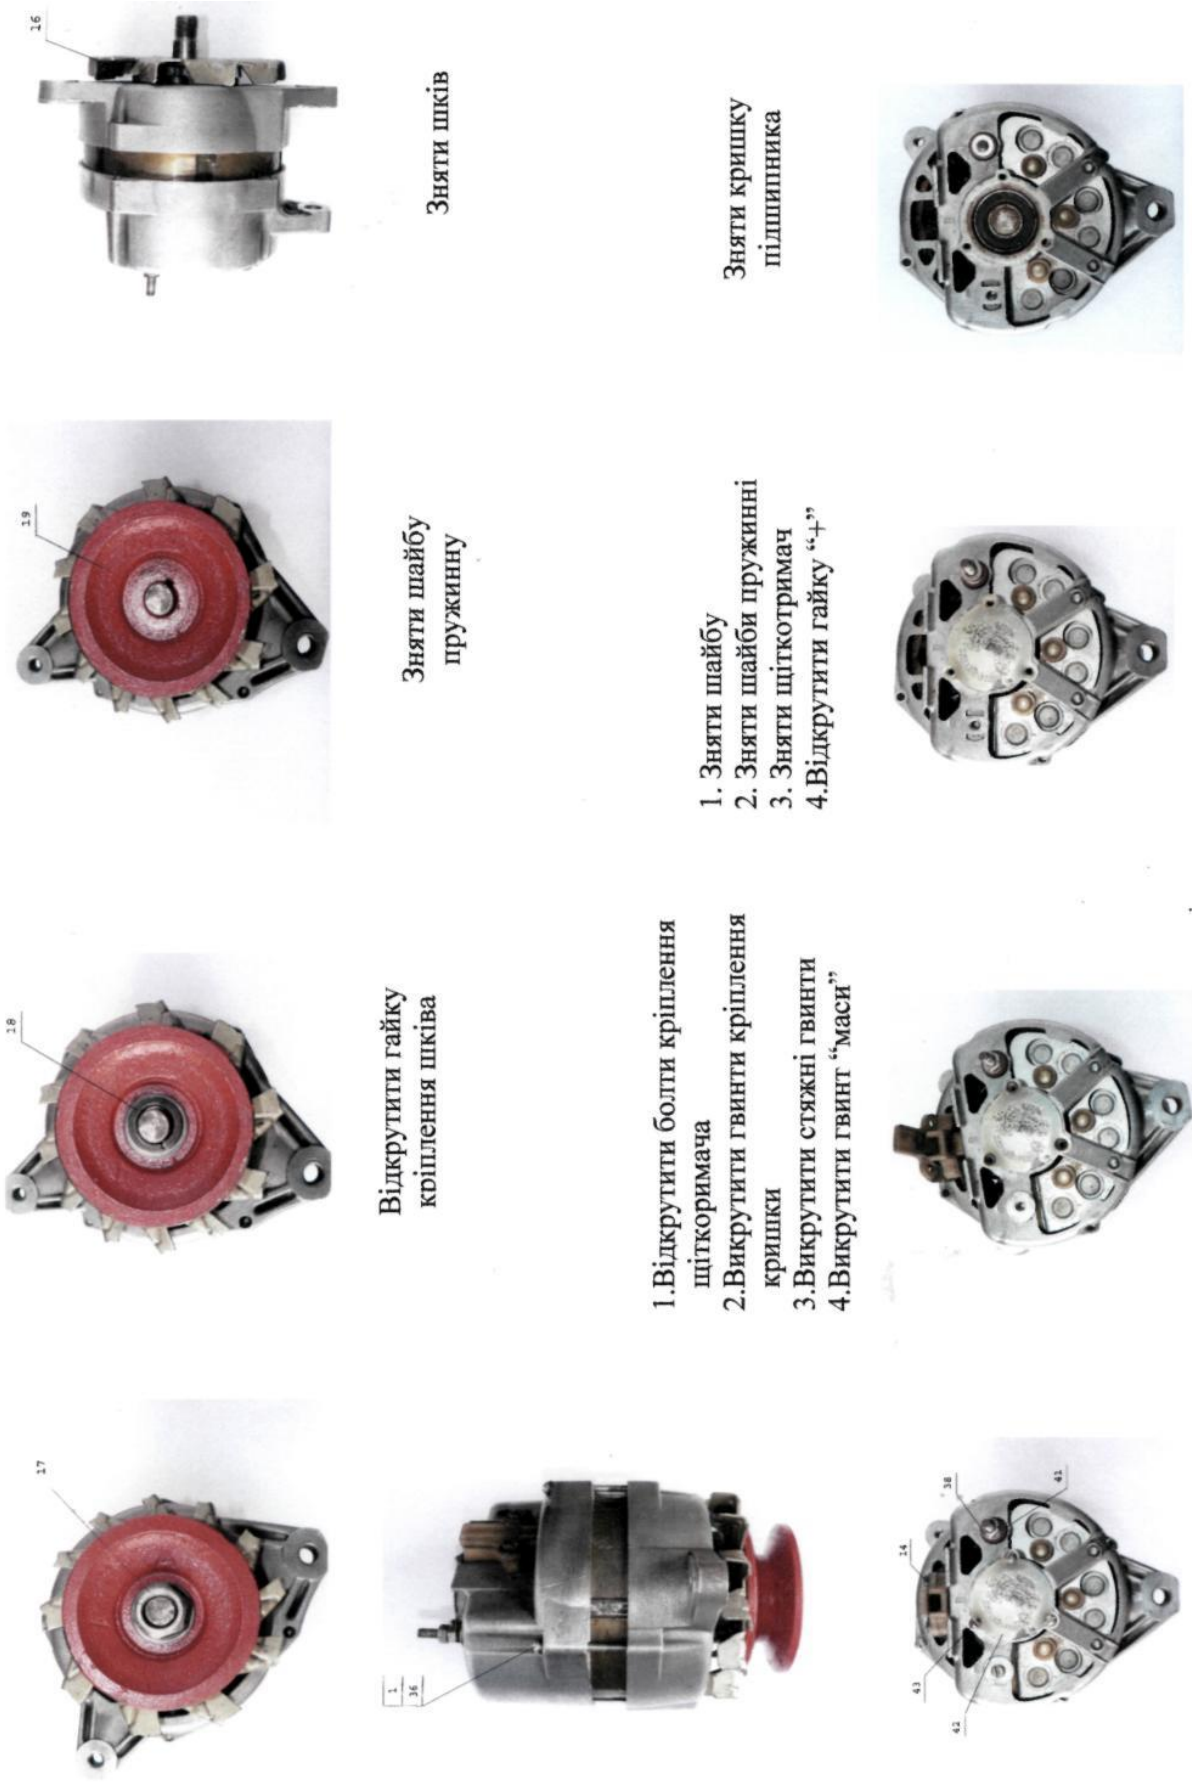 17
18
19
16
Відкрутити гайку
кріплення шківа
Зняти шайбу
пружинну
Зняти шків
1
36
1.Відкрутити болти кріплення
щіткоримача
2.Викрутити гвинти кріплення
кришки
3.Викрутити стяжні гвинти
4.Викрутити гвинт “маси”
1. Зняти шайбу
2. Зняти шайби пружинні
3. Зняти щіткотримач
4.Відкрутити гайку “+”
Зняти кришку
підшипника
43
14
42
38
41